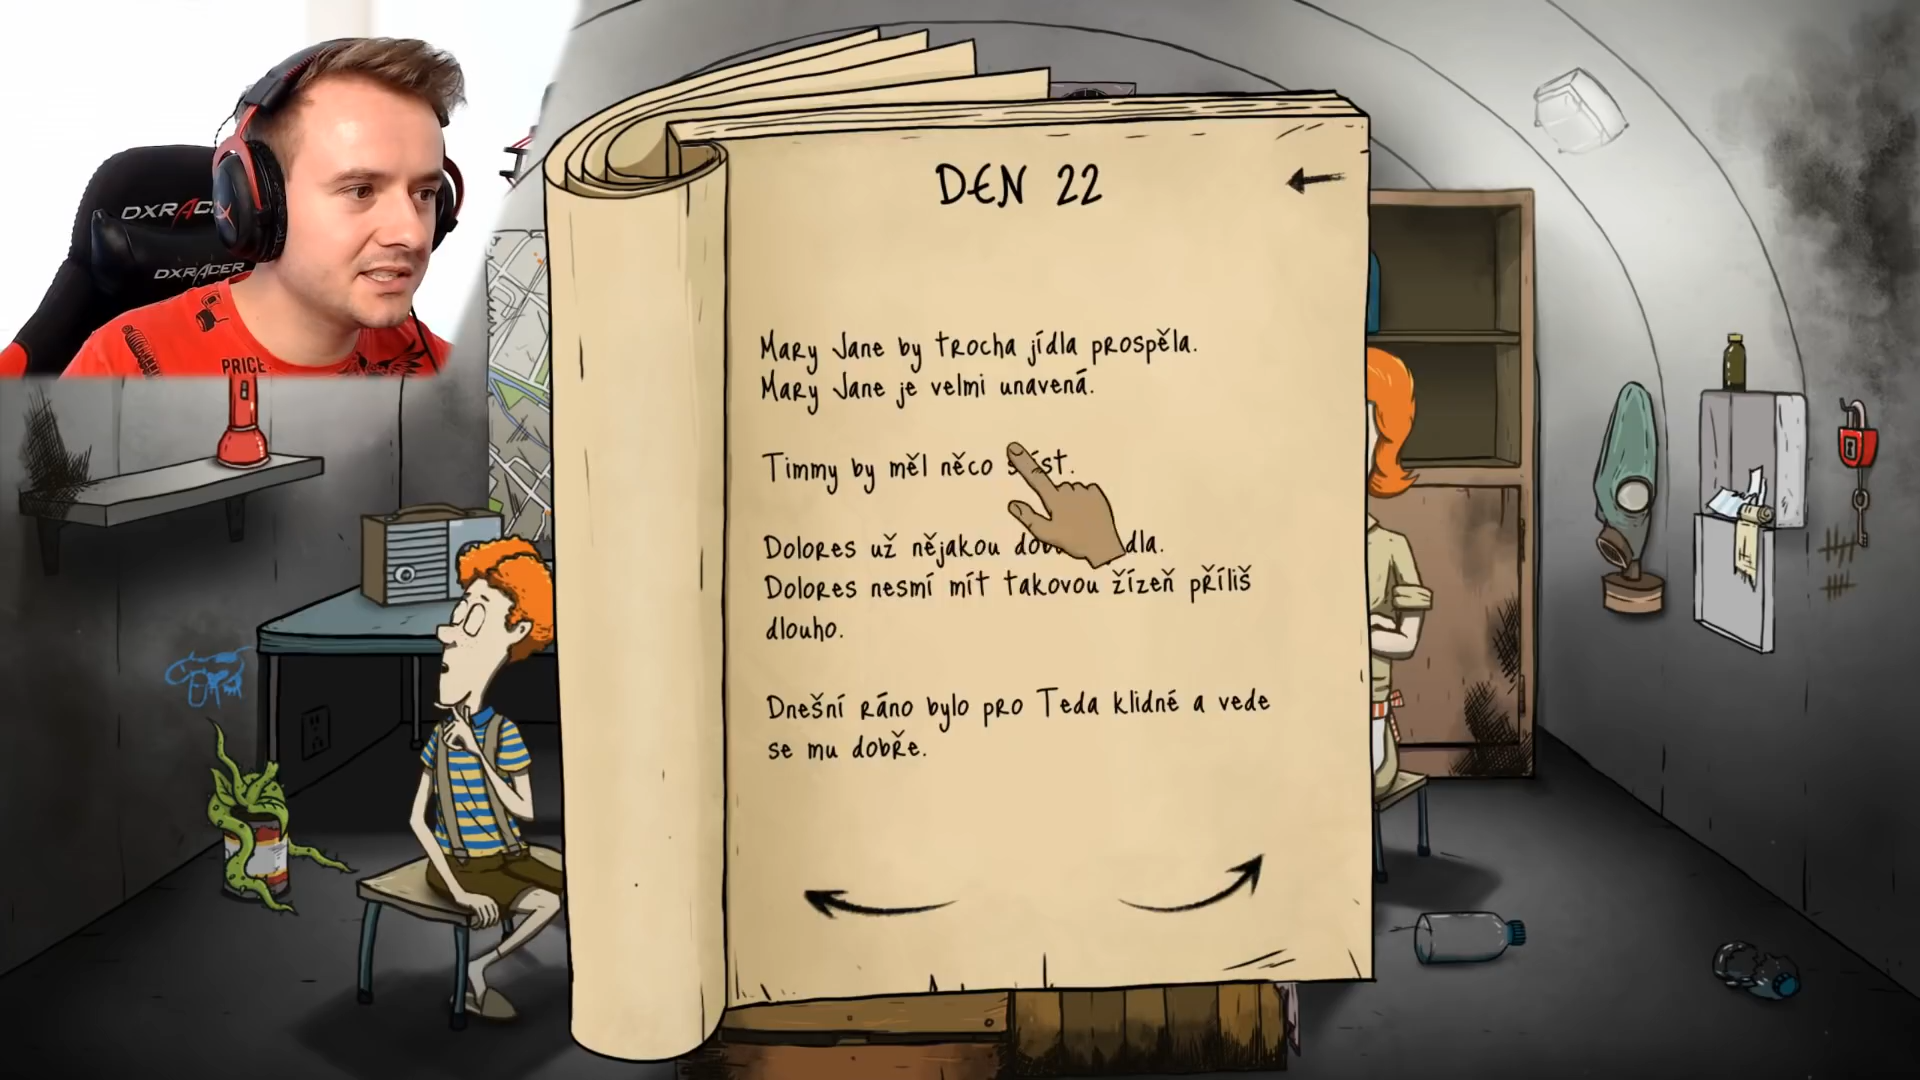 DXRACER
DXRACER
PRICE
DEN 22
Mary Jane by trocha jídla prospěla.
Mary Jane je velmi unavená.
Timmy by měl něco
Dolores už nějakou
Dolores nesmí mít takovou žízeň příliš
dlouho.
Dnešní ráno bylo pro Teda klidné a vede
se mu dobře.